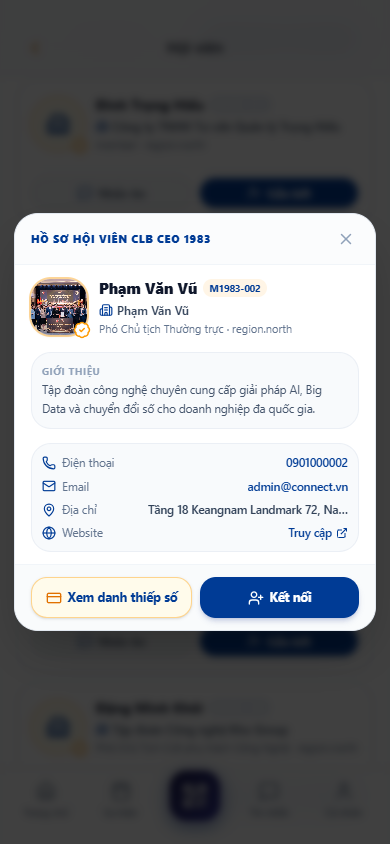 Hội viên
HỒ SƠ HỘI VIÊN CLB CEO 1983
Phạm Văn Vũ M1983-002
Phạm Văn Vũ
Phó Chủ tịch Thường trực · region.north
GIỚI THIỆU
Tập đoàn công nghệ chuyên cung cấp giải pháp AI, Big
Data và chuyển đổi số cho doanh nghiệp đa quốc gia.
Điện thoại 0901000002
Email admin@connect.vn
Địa chỉ Tầng 18 Keangnam Landmark 72, Na...
Website Truy cập
Xem danh thiếp số Kết nối